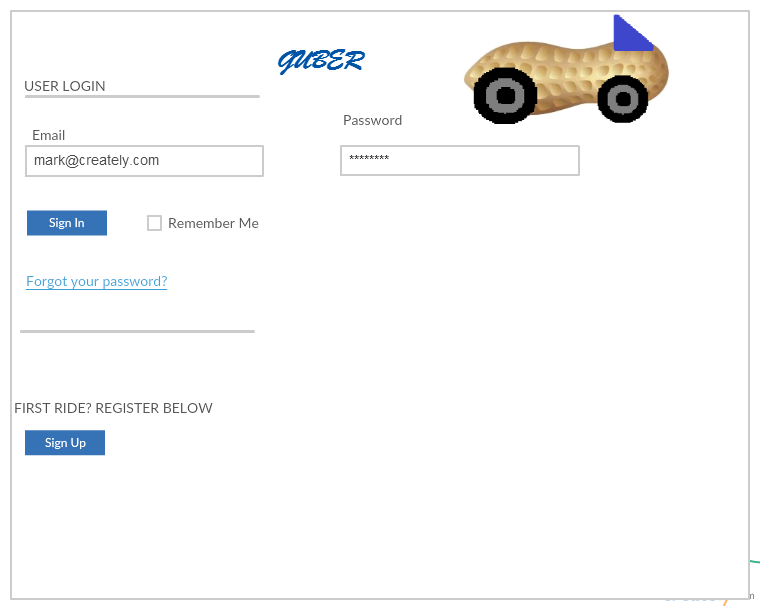 GUBER
USER LOGIN
Password
Email
mark@creately.com
********
Sign In
Remember Me
Forgot your password?
FIRST RIDE? REGISTER BELOW
Sign Up